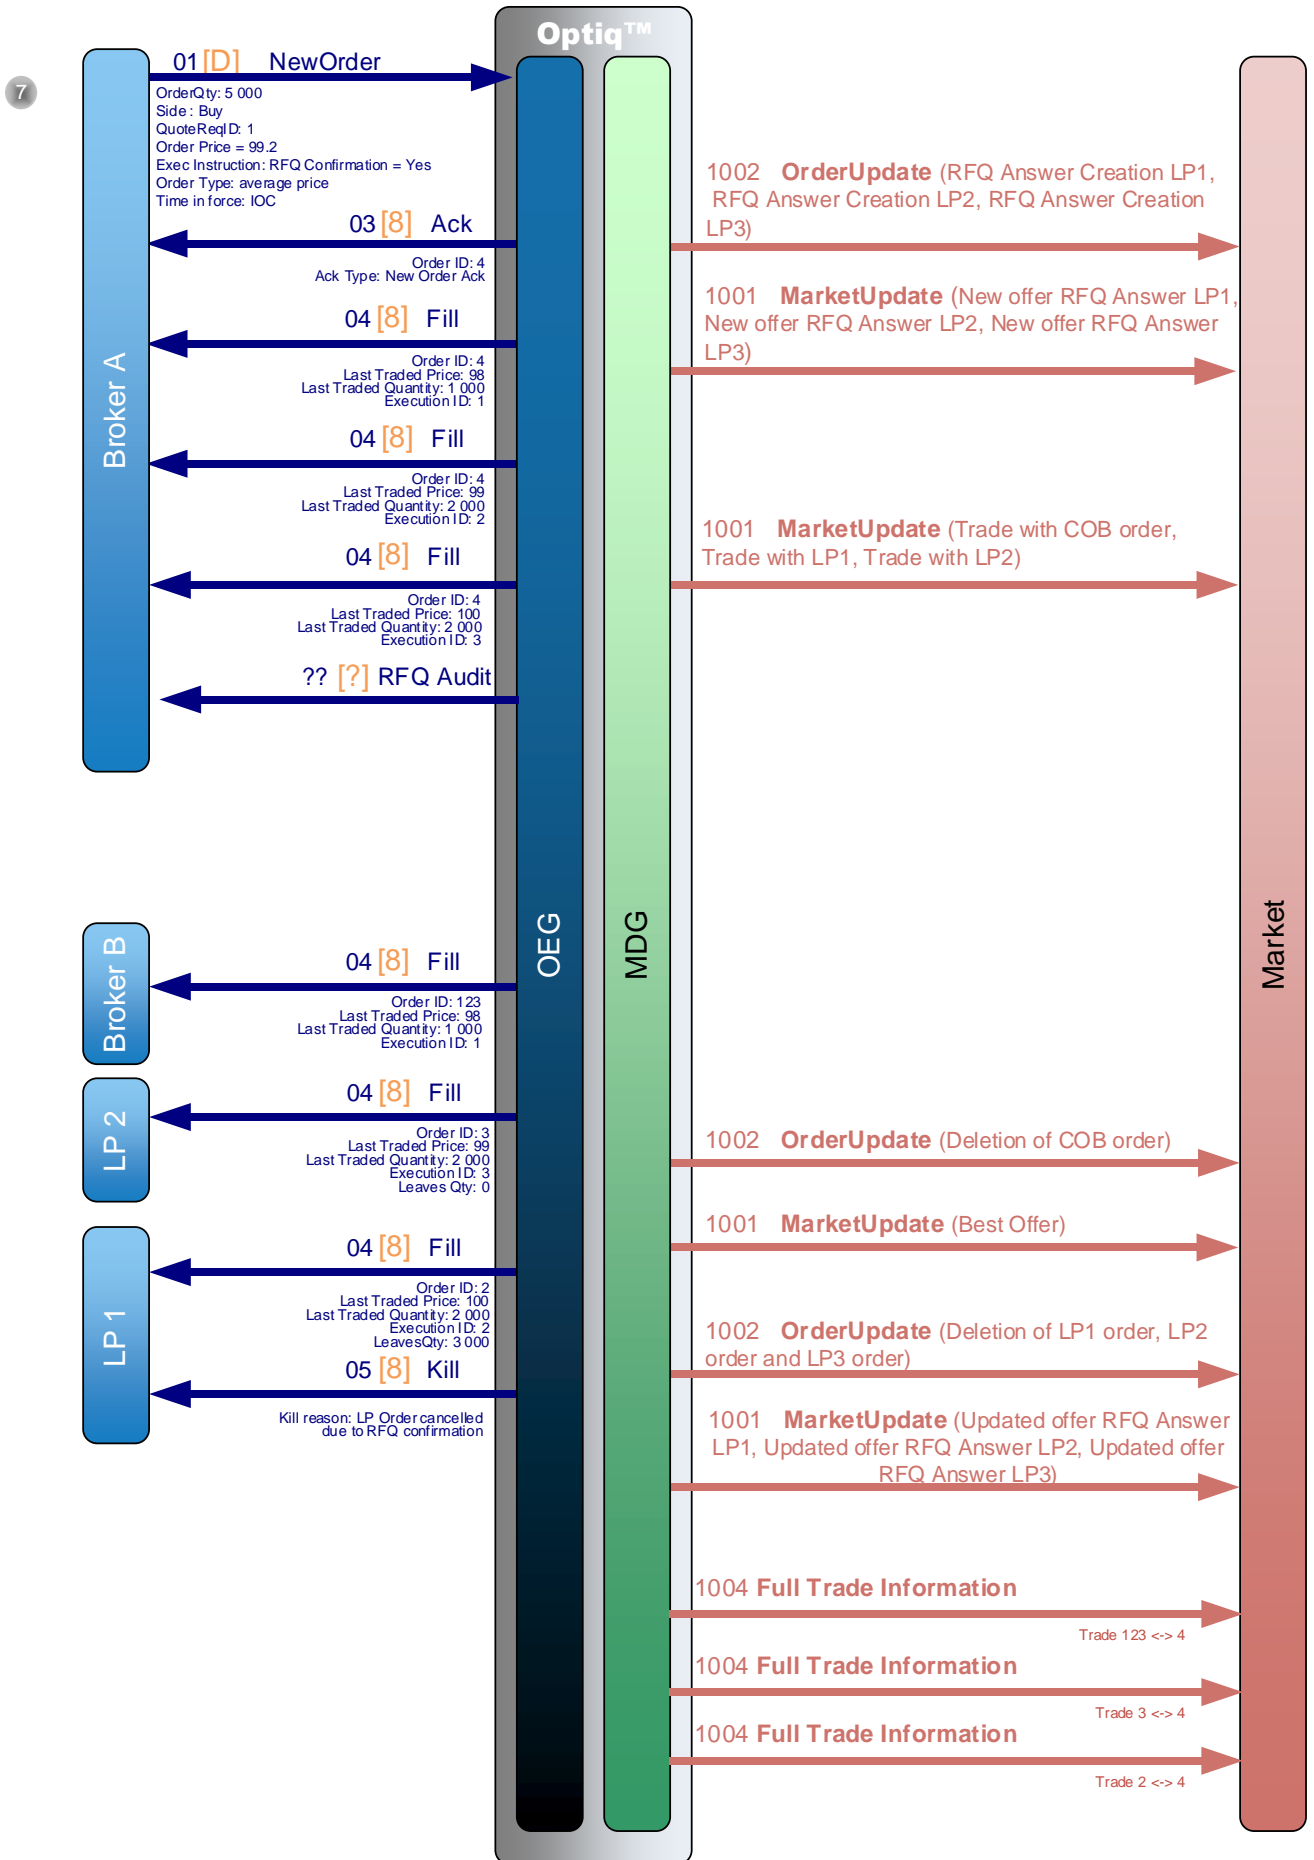 Optiq™
7
01 [D] NewOrder
OrderQty: 5 000
Side : Buy
QuoteReqID: 1
Order Price = 99.2
Exec Instruction: RFQ Confirmation = Yes
Order Type: average price
Time in force: IOC
03 [8] Ack
Order ID: 4
Ack Type: New Order Ack
04 [8] Fill
Order ID: 4
Last Traded Price: 98
Last Traded Quantity: 1 000
Execution ID: 1
04 [8] Fill
Order ID: 4
Last Traded Price: 99
Last Traded Quantity: 2 000
Execution ID: 2
04 [8] Fill
Order ID: 4
Last Traded Price: 100
Last Traded Quantity: 2 000
Execution ID: 3
?? [?] RFQ Audit
Broker A
Broker B
04 [8] Fill
Order ID: 123
Last Traded Price: 98
Last Traded Quantity: 1 000
Execution ID: 1
LP 2
04 [8] Fill
Order ID: 3
Last Traded Price: 99
Last Traded Quantity: 2 000
Execution ID: 3
Leaves Qty: 0
LP 1
04 [8] Fill
Order ID: 2
Last Traded Price: 100
Last Traded Quantity: 2 000
Execution ID: 2
LeavesQty: 3 000
05 [8] Kill
Kill reason: LP Order cancelled
due to RFQ confirmation
OEG
MDG
1002 OrderUpdate (RFQ Answer Creation LP1,
RFQ Answer Creation LP2, RFQ Answer Creation
LP3)
1001 MarketUpdate (New offer RFQ Answer LP1,
New offer RFQ Answer LP2, New offer RFQ Answer
LP3)
1001 MarketUpdate (Trade with COB order,
Trade with LP1, Trade with LP2)
1002 OrderUpdate (Deletion of COB order)
1001 MarketUpdate (Best Offer)
1002 OrderUpdate (Deletion of LP1 order, LP2
order and LP3 order)
1001 MarketUpdate (Updated offer RFQ Answer
LP1, Updated offer RFQ Answer LP2, Updated offer
RFQ Answer LP3)
1004 Full Trade Information
Trade 123 <-> 4
1004 Full Trade Information
Trade 3 <-> 4
1004 Full Trade Information
Trade 2 <-> 4
Market